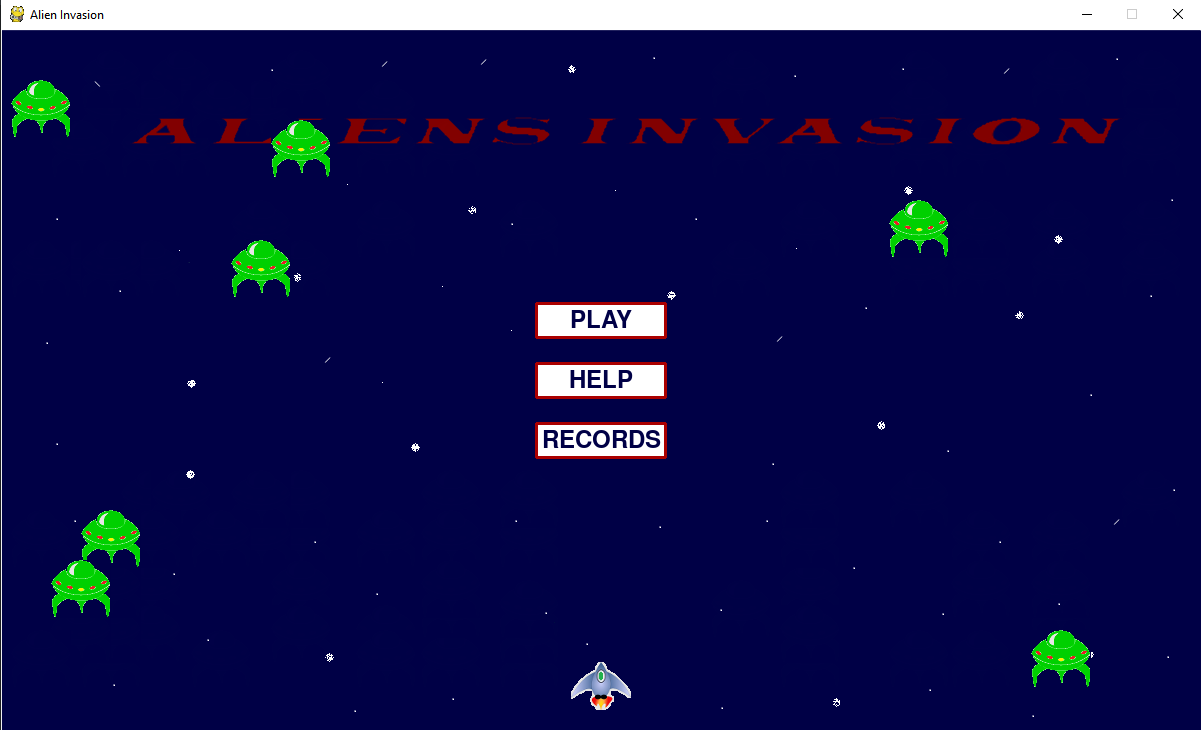 Alien Invasion
ALIENS INVASION
PLAY
HELP
RECORDS